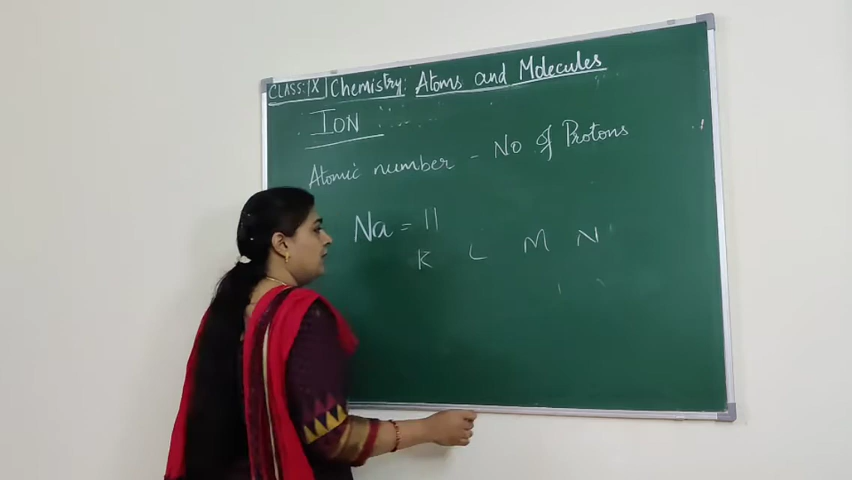 CLASS: IX Chemistry: Atoms and Molecules
ION
Atomic number - No of Protons
Na = 11
K L M N